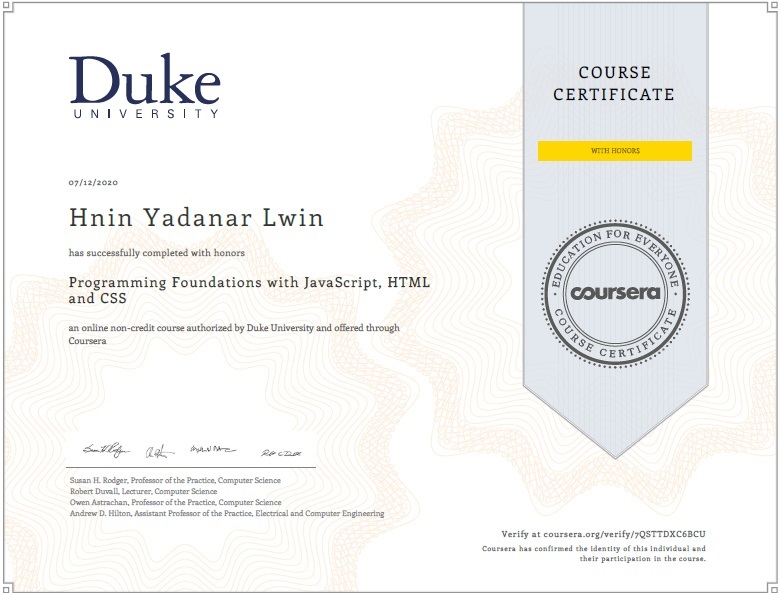 Duke
UNIVERSITY
COURSE
CERTIFICATE
WITH HONORS
07/12/2020
Hnin Yadanar Lwin
has successfully completed with honors
Programming Foundations with JavaScript, HTML
and CSS
an online non-credit course authorized by Duke University and offered through
Coursera
EDUCATION FOR EVERYONE
coursera
COURSE CERTIFICATE
Susan H. Rodger, Professor of the Practice, Computer Science
Robert Duvall, Lecturer, Computer Science
Owen Astrachan, Professor of the Practice, Computer Science
Andrew D. Hilton, Assistant Professor of the Practice, Electrical and Computer Engineering
Verify at coursera.org/verify/7QSTTDXC6BCU
Coursera has confirmed the identity of this individual and
their participation in the course.